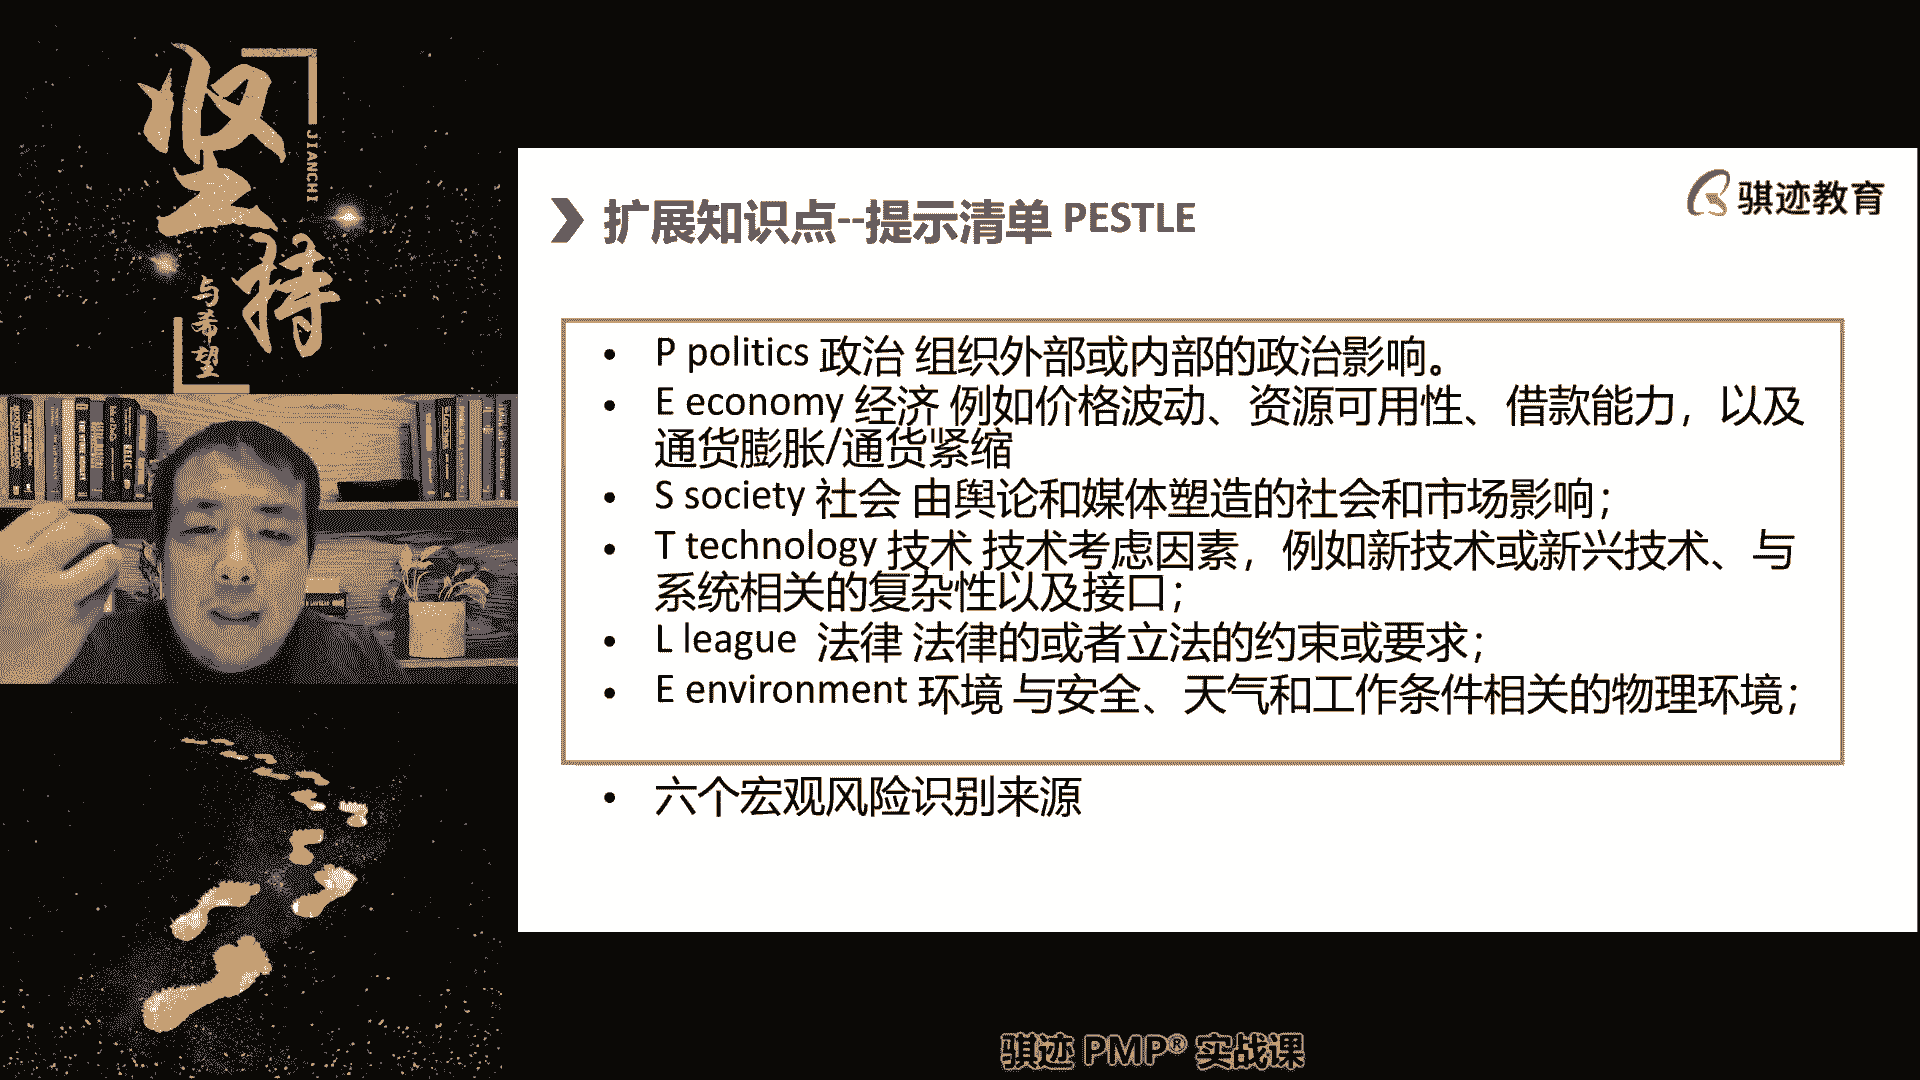 坚持
JIANCHI
与希望
骐迹教育
扩展知识点--提示清单 PESTLE
• P politics 政治 组织外部或内部的政治影响。
• E economy 经济 例如价格波动、资源可用性、借款能力，以及
通货膨胀/通货紧缩
• S society 社会 由舆论和媒体塑造的社会和市场影响；
• T technology 技术 技术考虑因素，例如新技术或新兴技术、与
系统相关的复杂性以及接口；
• L league 法律 法律的或者立法的约束或要求；
• E environment 环境 与安全、天气和工作条件相关的物理环境；
• 六个宏观风险识别来源
骐迹 PMP® 实战课